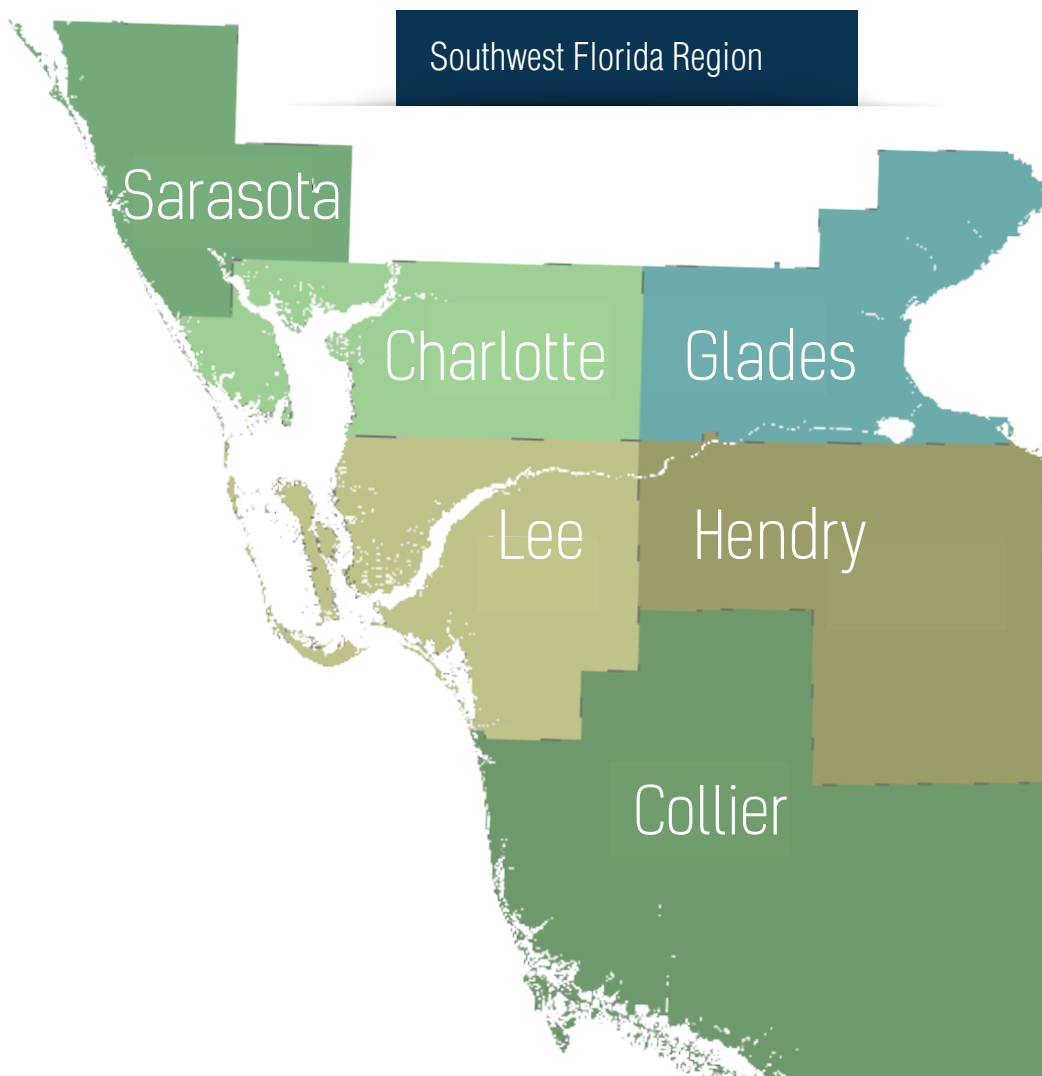 Southwest Florida Region
Sarasota
Charlotte
Glades
Lee
Hendry
Collier